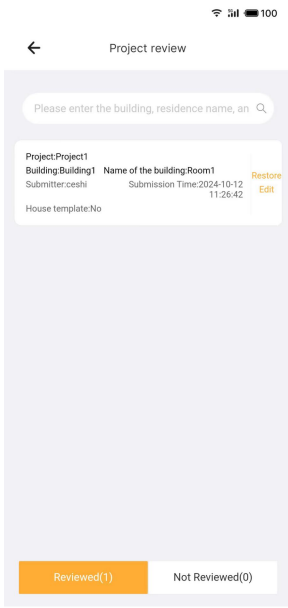 5G 100
Project review
Please enter the building, residence name, an
Project:Project1
Building:Building1 Name of the building:Room1
Submitter:ceshi Submission Time:2024-10-12
11:26:42
House template:No
Restore
Edit
Reviewed(1) Not Reviewed(0)